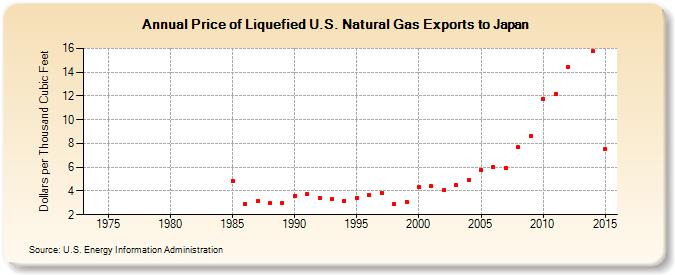 Annual Price of Liquefied U.S. Natural Gas Exports to Japan
Dollars per Thousand Cubic Feet
16
14
12
10
8
6
4
2
1975 1980 1985 1990 1995 2000 2005 2010 2015
Source: U.S. Energy Information Administration